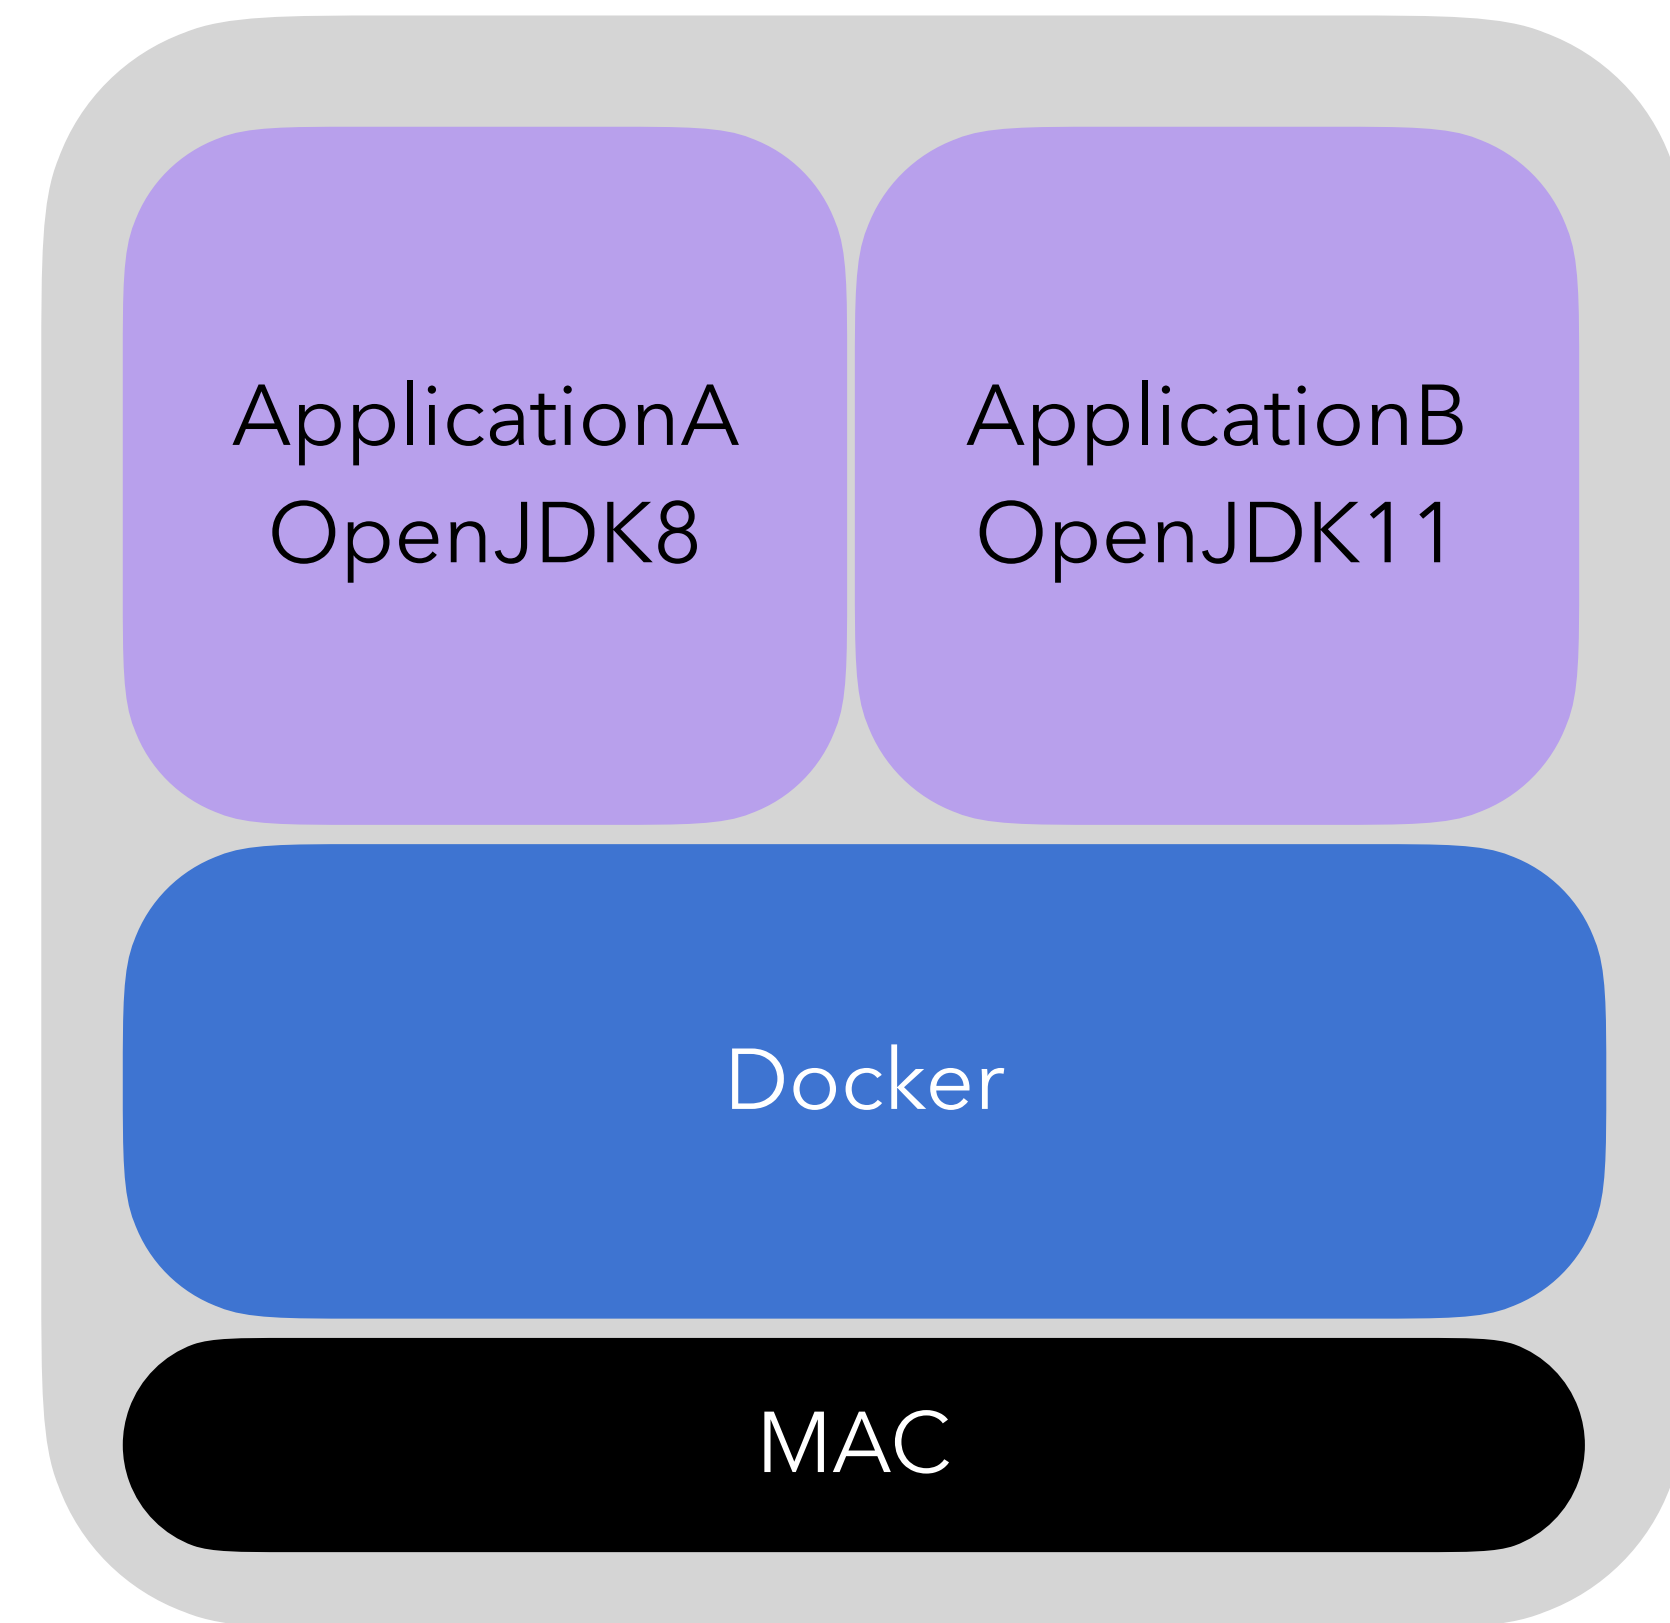 ApplicationA
OpenJDK8
ApplicationB
OpenJDK11
Docker
MAC